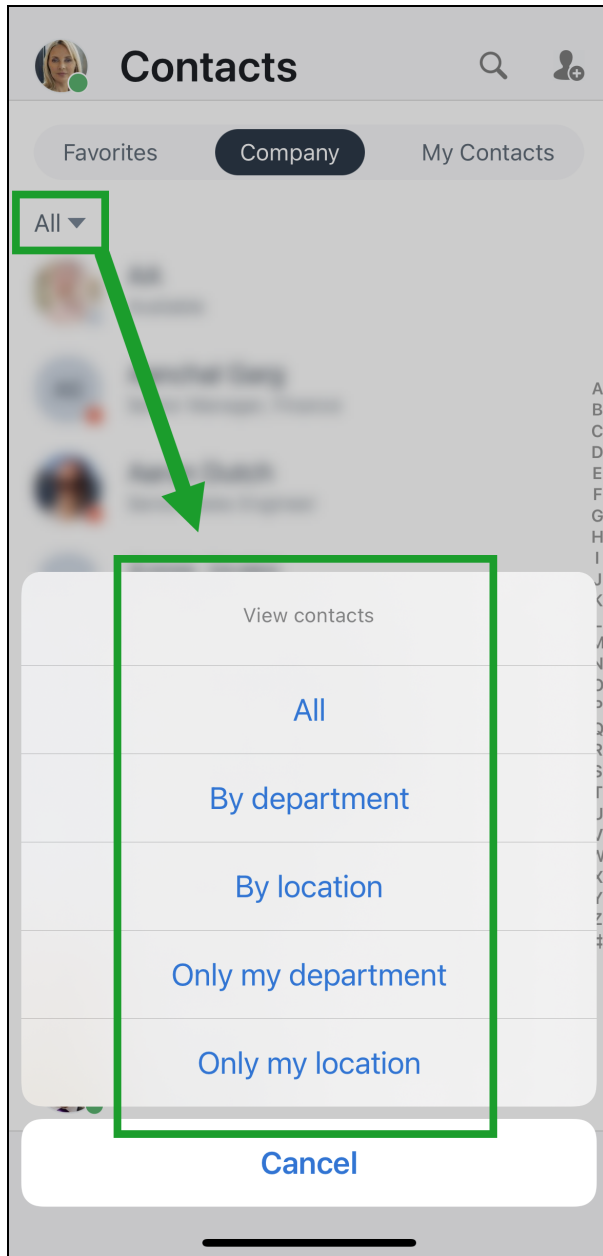 Contacts
Favorites Company My Contacts
All
A
B
C
D
E
F
G
H
I
J
K
M
N
P
Q
R
S
T
U
V
W
X
Y
Z
View contacts
All
By department
By location
Only my department
Only my location
Cancel